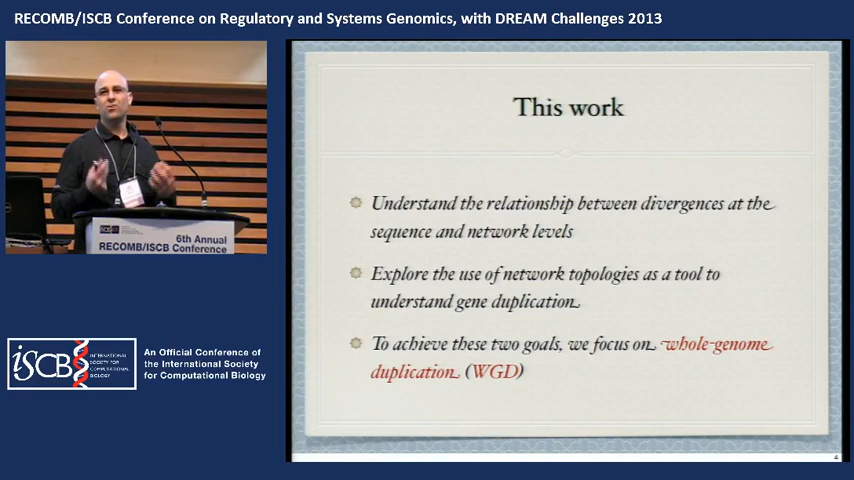 RECOMB/ISCB Conference on Regulatory and Systems Genomics, with DREAM Challenges 2013
6th Annual
RECOMB/ISCB Conference
iSCB
INTERNATIONAL
SOCIETY FOR
COMPUTATIONAL
BIOLOGY
An Official Conference of
the International Society
for Computational Biology
This work
Understand the relationship between divergences at the
sequence and network levels
Explore the use of network topologies as a tool to
understand gene duplication
To achieve these two goals, we focus on whole-genome
duplication (WGD)
4